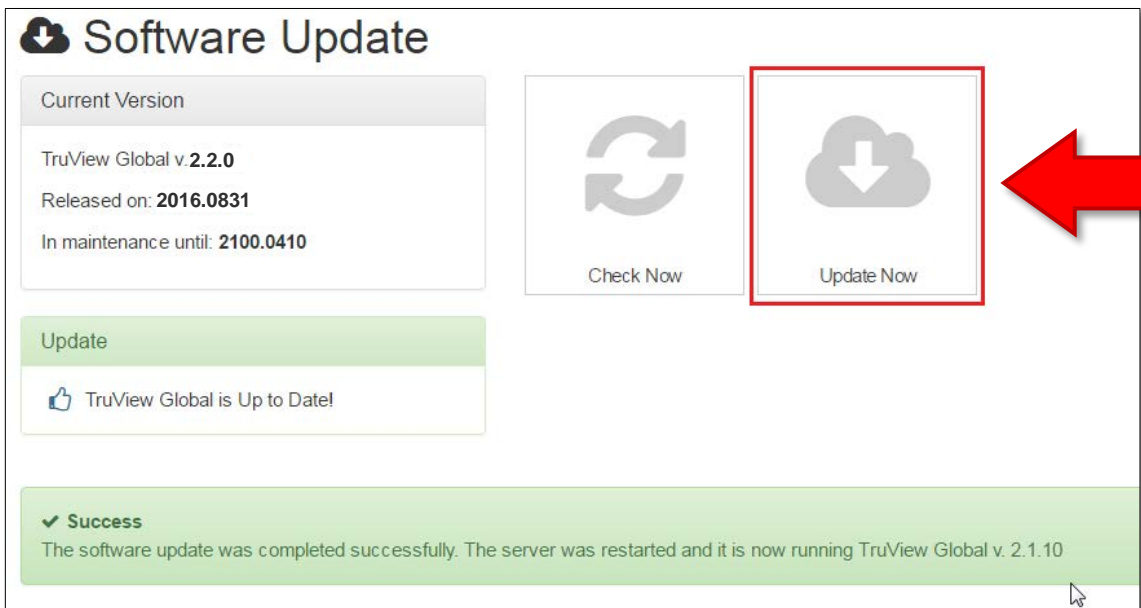 Software Update
Current Version
TruView Global v.2.2.0
Released on: 2016.0831
In maintenance until: 2100.0410
Check Now
Update Now
Update
TruView Global is Up to Date!
Success
The software update was completed successfully. The server was restarted and it is now running TruView Global v. 2.1.10